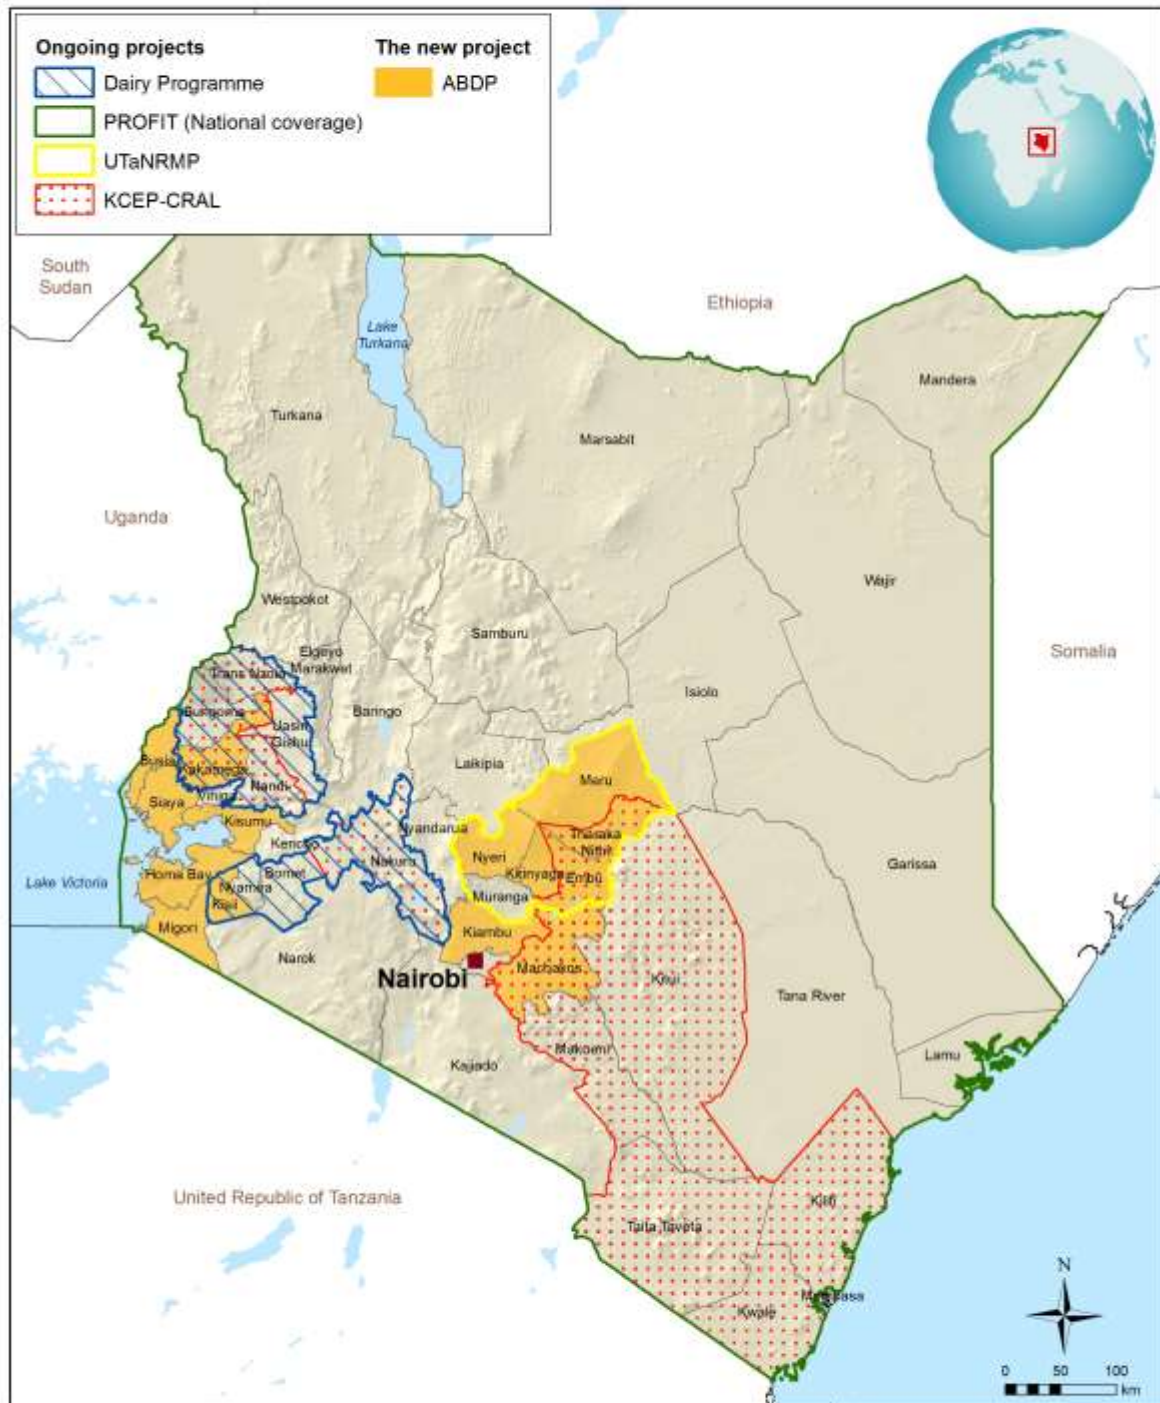 Ongoing projects
The new project
Dairy Programme
ABDP
PROFIT (National coverage)
UTaNRMP
KCEP-CRAL
South
Sudan
Ethiopia
Lake
Turkana
Mandera
Turkana
Marsabit
Uganda
Wajir
Westpokot
Samburu
Elgeyo
Marakwet
Somalia
Trans Nzoia
Isiolo
Baringo
Bungoma
Uasin
Gishu
Laikipia
Busia
Kakamega
Meru
Nandi
Vihiga
Siaya
Kisumu
Nyandarua
Tharaka
Nithi
Kericho
Nakuru
Nyeri
Garissa
Homa Bay
Bomet
Kirinyaga
Embu
Lake Victoria
Nyamira
Muranga
Kisii
Migori
Kiambu
Narok
Machakos
Nairobi
Kitui
Tana River
Makueni
Lamu
Kajiado
United Republic of Tanzania
Kilifi
Taita Taveta
N
Mombasa
Kwale
0 50 100
km